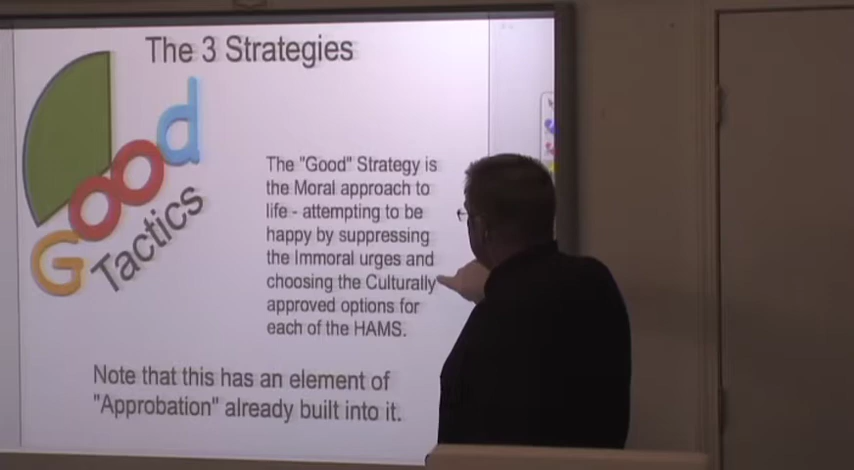 The 3 Strategies
Good
Tactics
The "Good" Strategy is
the Moral approach to
life - attempting to be
happy by suppressing
the Immoral urges and
choosing the Culturally
approved options for
each of the HAMS.
Note that this has an element of
"Approbation" already built into it.